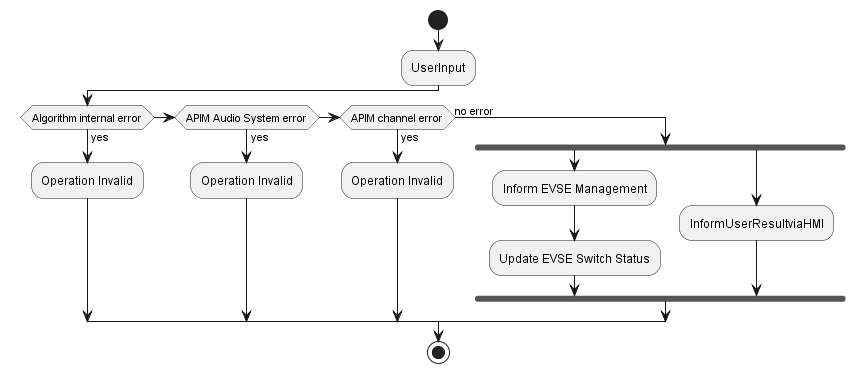 UserInput
Algorithm internal error
APIM Audio System error
APIM channel error
no error
yes
yes
yes
Operation Invalid
Operation Invalid
Operation Invalid
Inform EVSE Management
InformUserResultviaHMI
Update EVSE Switch Status